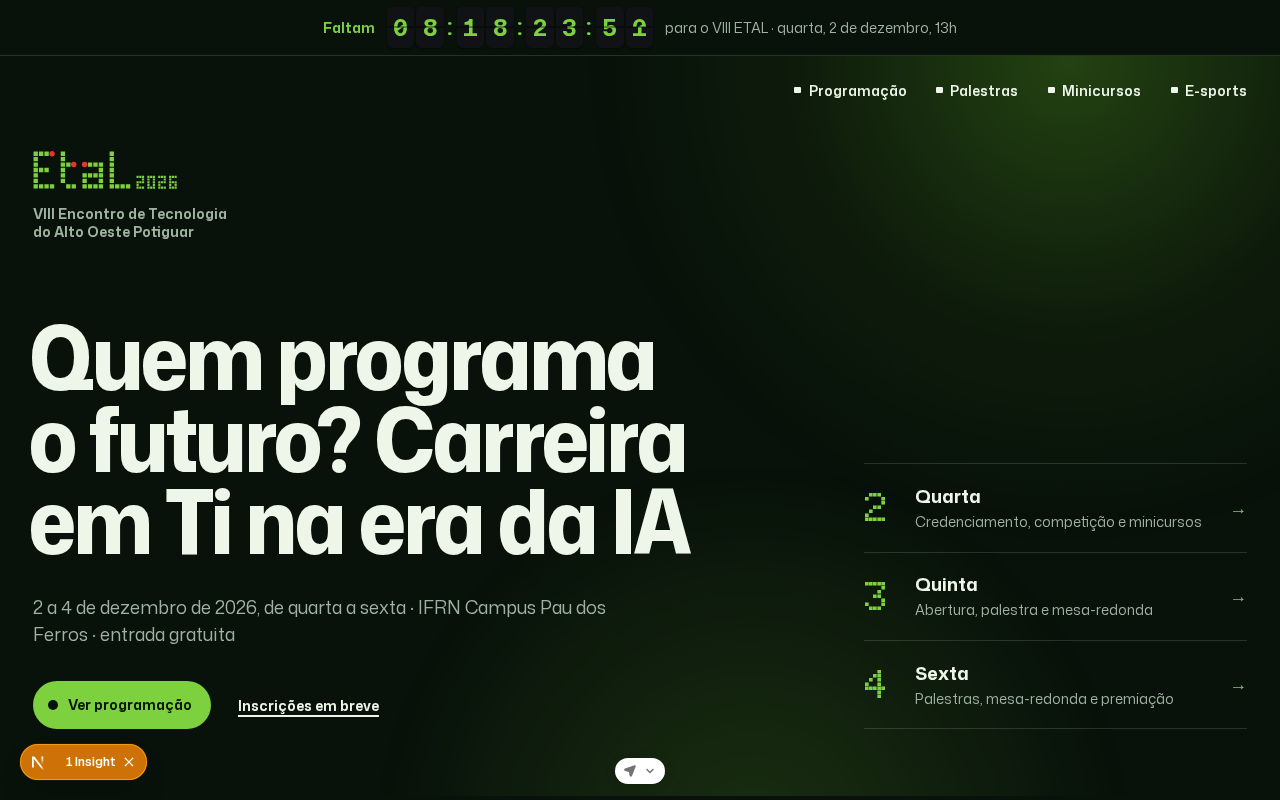 Faltam 08:18:23:52 para o VIII ETAL · quarta, 2 de dezembro, 13h
Programação
Palestras
Minicursos
E-sports
Etal 2026
VIII Encontro de Tecnologia
do Alto Oeste Potiguar
Quem programa
o futuro? Carreira
em Ti na era da IA
2 a 4 de dezembro de 2026, de quarta a sexta · IFRN Campus Pau dos
Ferros · entrada gratuita
Ver programação
Inscrições em breve
2 Quarta
Credenciamento, competição e minicursos →
3 Quinta
Abertura, palestra e mesa-redonda →
4 Sexta
Palestras, mesa-redonda e premiação →
N 1 Insight